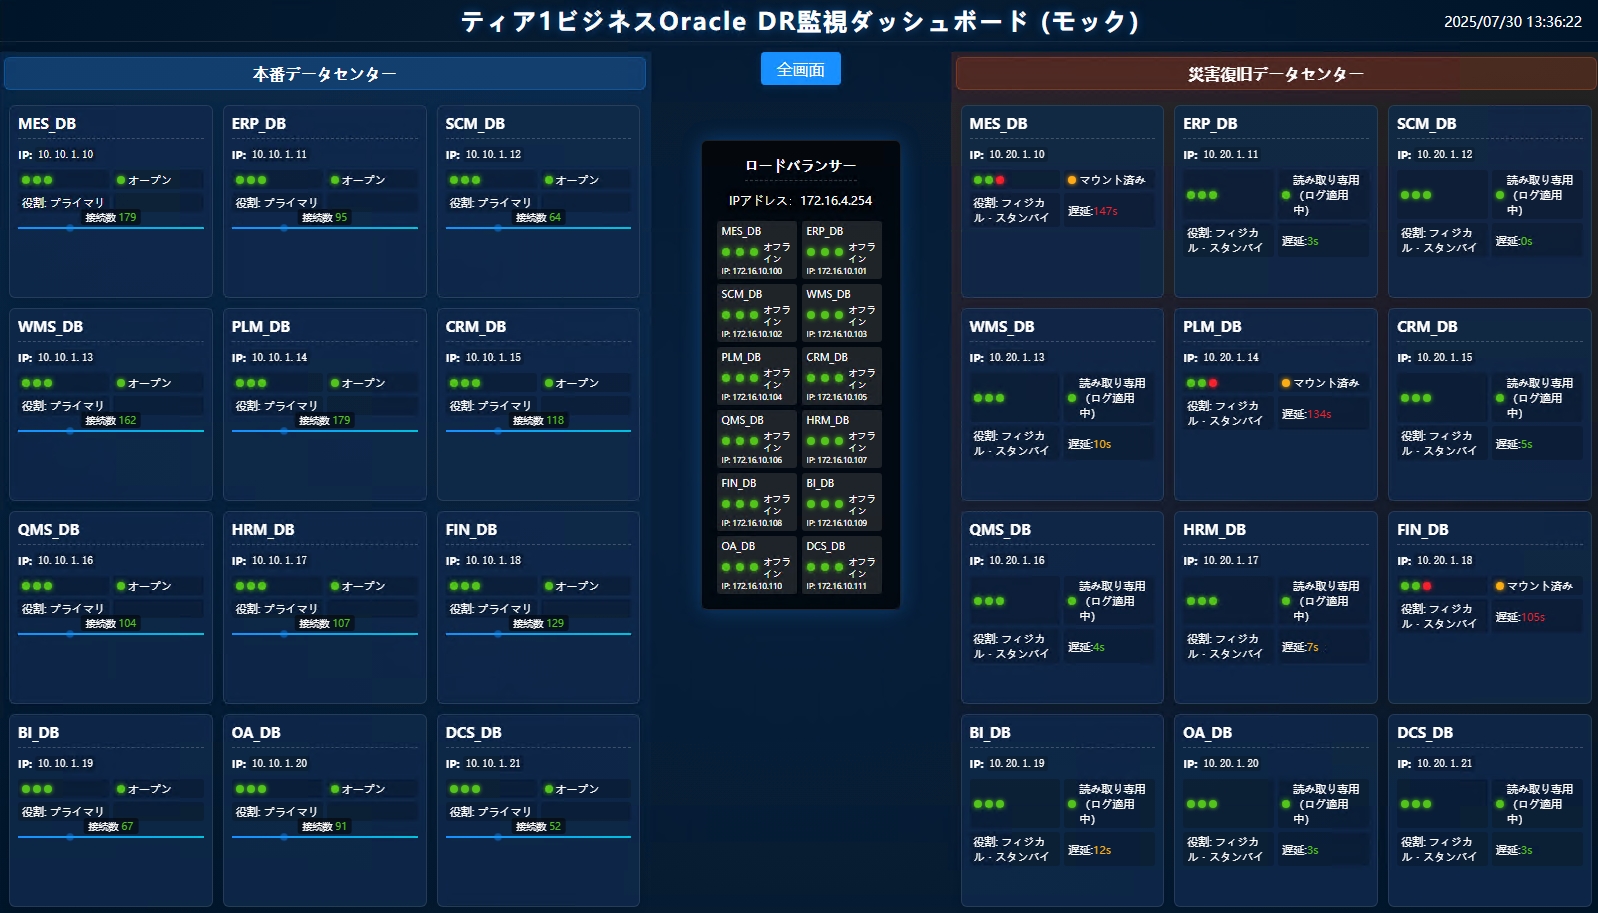 ティア1ビジネスOracle DR監視ダッシュボード (モック)
2025/07/30 13:36:22
本番データセンター
MES_DB
IP: 10.10.1.10
オープン
役割: プライマリ
接続数 179
ERP_DB
IP: 10.10.1.11
オープン
役割: プライマリ
接続数 95
SCM_DB
IP: 10.10.1.12
オープン
役割: プライマリ
接続数 64
WMS_DB
IP: 10.10.1.13
オープン
役割: プライマリ
接続数 162
PLM_DB
IP: 10.10.1.14
オープン
役割: プライマリ
接続数 179
CRM_DB
IP: 10.10.1.15
オープン
役割: プライマリ
接続数 118
QMS_DB
IP: 10.10.1.16
オープン
役割: プライマリ
接続数 104
HRM_DB
IP: 10.10.1.17
オープン
役割: プライマリ
接続数 107
FIN_DB
IP: 10.10.1.18
オープン
役割: プライマリ
接続数 129
BI_DB
IP: 10.10.1.19
オープン
役割: プライマリ
接続数 67
OA_DB
IP: 10.10.1.20
オープン
役割: プライマリ
接続数 91
DCS_DB
IP: 10.10.1.21
オープン
役割: プライマリ
接続数 52
全画面
ロードバランサー
IPアドレス: 172.16.4.254
MES_DB
オフラ
イン
IP: 172.16.10.100
ERP_DB
オフラ
イン
IP: 172.16.10.101
SCM_DB
オフラ
イン
IP: 172.16.10.102
WMS_DB
オフラ
イン
IP: 172.16.10.103
PLM_DB
オフラ
イン
IP: 172.16.10.104
CRM_DB
オフラ
イン
IP: 172.16.10.105
QMS_DB
オフラ
イン
IP: 172.16.10.106
HRM_DB
オフラ
イン
IP: 172.16.10.107
FIN_DB
オフラ
イン
IP: 172.16.10.108
BI_DB
オフラ
イン
IP: 172.16.10.109
OA_DB
オフラ
イン
IP: 172.16.10.110
DCS_DB
オフラ
イン
IP: 172.16.10.111
災害復旧データセンター
MES_DB
IP: 10.20.1.10
マウント済み
役割: フィジカ
ル - スタンバイ
遅延:147s
ERP_DB
IP: 10.20.1.11
読み取り専用
（ログ適用
中）
役割: フィジカ
ル - スタンバイ
遅延:3s
SCM_DB
IP: 10.20.1.12
読み取り専用
（ログ適用
中）
役割: フィジカ
ル - スタンバイ
遅延:0s
WMS_DB
IP: 10.20.1.13
読み取り専用
（ログ適用
中）
役割: フィジカ
ル - スタンバイ
遅延:10s
PLM_DB
IP: 10.20.1.14
マウント済み
役割: フィジカ
ル - スタンバイ
遅延:134s
CRM_DB
IP: 10.20.1.15
読み取り専用
（ログ適用
中）
役割: フィジカ
ル - スタンバイ
遅延:5s
QMS_DB
IP: 10.20.1.16
読み取り専用
（ログ適用
中）
役割: フィジカ
ル - スタンバイ
遅延:4s
HRM_DB
IP: 10.20.1.17
読み取り専用
（ログ適用
中）
役割: フィジカ
ル - スタンバイ
遅延:7s
FIN_DB
IP: 10.20.1.18
マウント済み
役割: フィジカ
ル - スタンバイ
遅延:105s
BI_DB
IP: 10.20.1.19
読み取り専用
（ログ適用
中）
役割: フィジカ
ル - スタンバイ
遅延:12s
OA_DB
IP: 10.20.1.20
読み取り専用
（ログ適用
中）
役割: フィジカ
ル - スタンバイ
遅延:3s
DCS_DB
IP: 10.20.1.21
読み取り専用
（ログ適用
中）
役割: フィジカ
ル - スタンバイ
遅延:3s